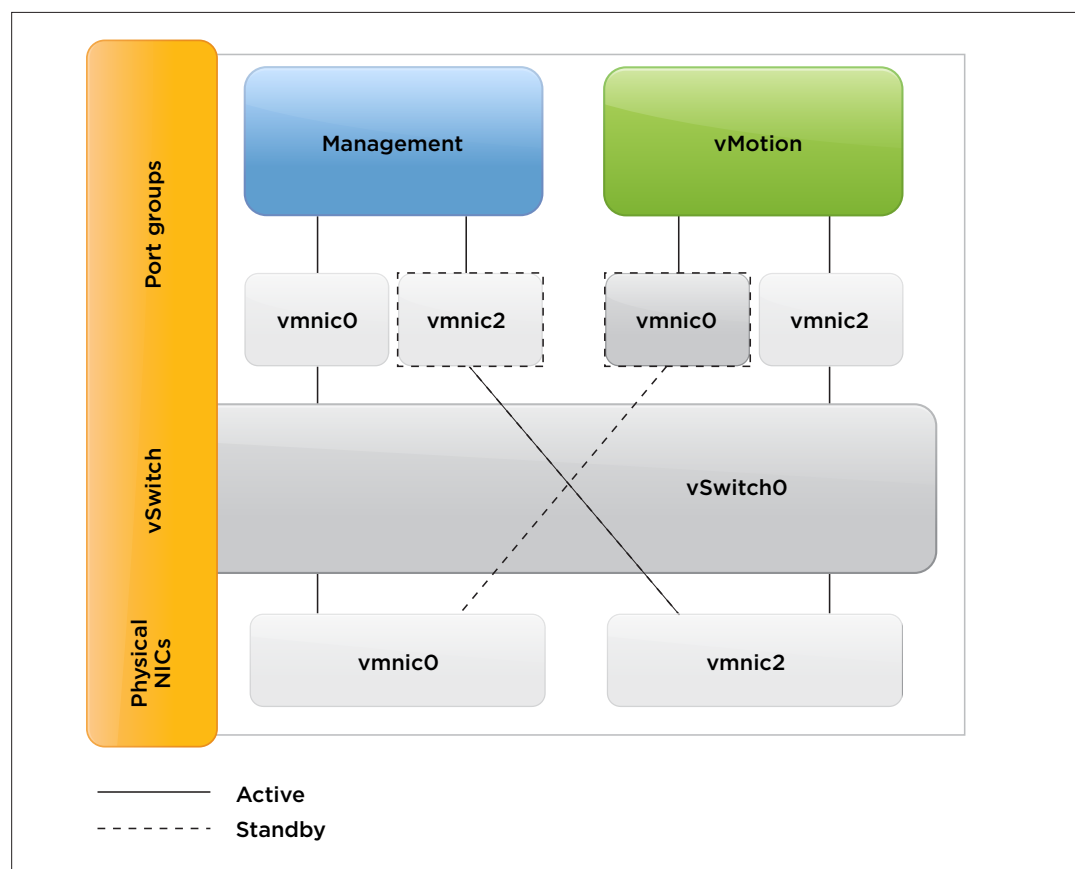 Port groups
Management
vMotion
vmnic0
vmnic2
vmnic0
vmnic2
vSwitch
vSwitch0
Physical
NICs
vmnic0
vmnic2
Active
Standby